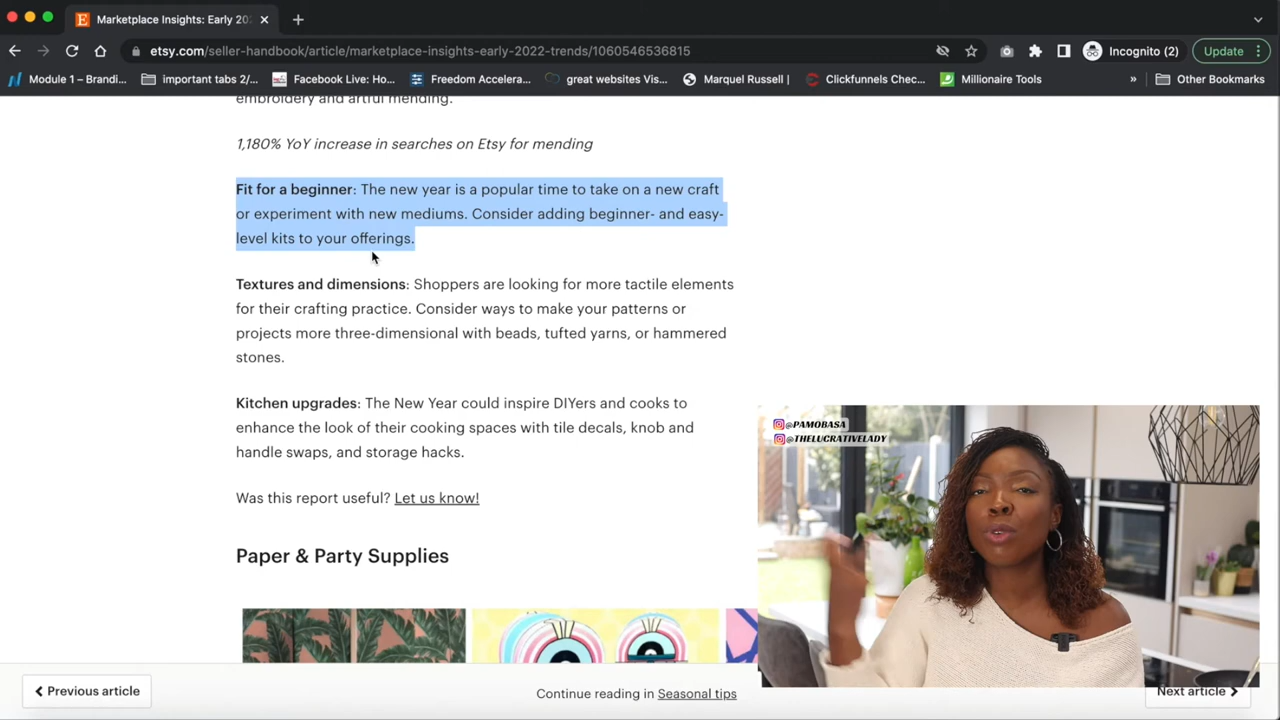 Marketplace Insights: Early 202
etsy.com/seller-handbook/article/marketplace-insights-early-2022-trends/1060546536815
Incognito (2)
Update
Module 1 – Brandi...
important tabs 2/...
Facebook Live: Ho...
Freedom Accelera...
great websites Vis...
Marquel Russell |
Clickfunnels Chec...
Millionaire Tools
»
Other Bookmarks
embroidery and artful mending.
1,180% YoY increase in searches on Etsy for mending
Fit for a beginner: The new year is a popular time to take on a new craft
or experiment with new mediums. Consider adding beginner- and easy-
level kits to your offerings.
Textures and dimensions: Shoppers are looking for more tactile elements
for their crafting practice. Consider ways to make your patterns or
projects more three-dimensional with beads, tufted yarns, or hammered
stones.
Kitchen upgrades: The New Year could inspire DIYers and cooks to
enhance the look of their cooking spaces with tile decals, knob and
handle swaps, and storage hacks.
@PAMOBASA
@THELUCRATIVELADY
Was this report useful? Let us know!
Paper & Party Supplies
Previous article
Continue reading in Seasonal tips
Next article